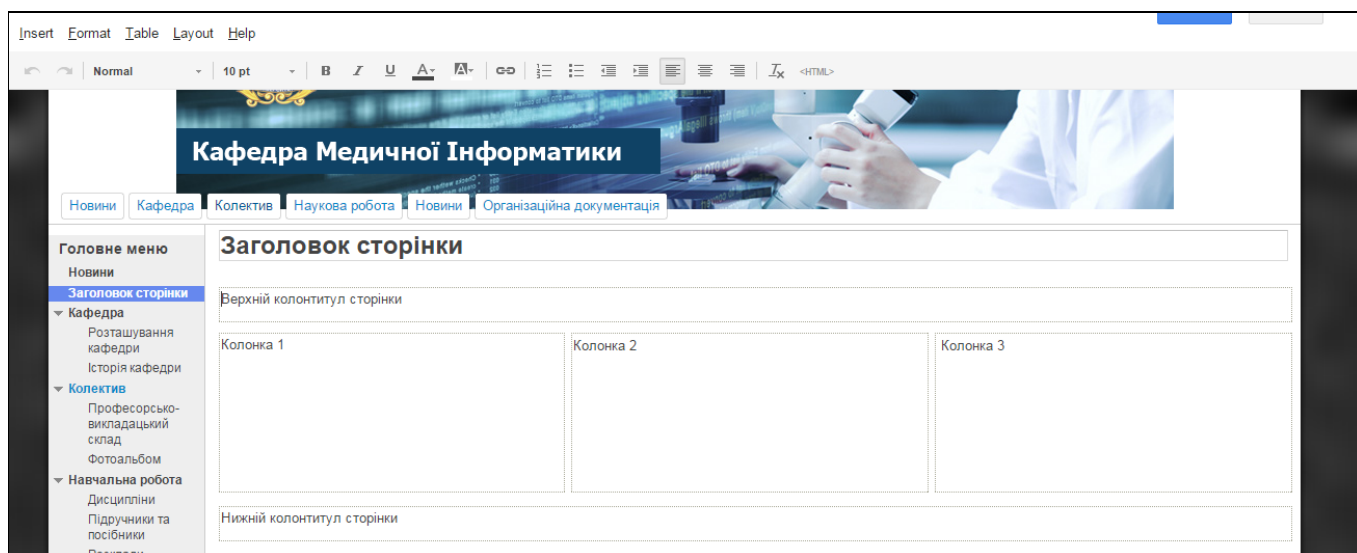 Insert Format Table Layout Help
Normal 10 pt B I U A A <HTML>
Кафедра Медичної Інформатики
Новини Кафедра Колектив Наукова робота Новини Організаційна документація
Головне меню
Новини
Заголовок сторінки
Кафедра
Розташування
кафедри
Історія кафедри
Колектив
Професорсько-
викладацький
склад
Фотоальбом
Навчальна робота
Дисципліни
Підручники та
посібники
Заголовок сторінки
Верхній колонтитул сторінки
Колонка 1 Колонка 2 Колонка 3
Нижній колонтитул сторінки